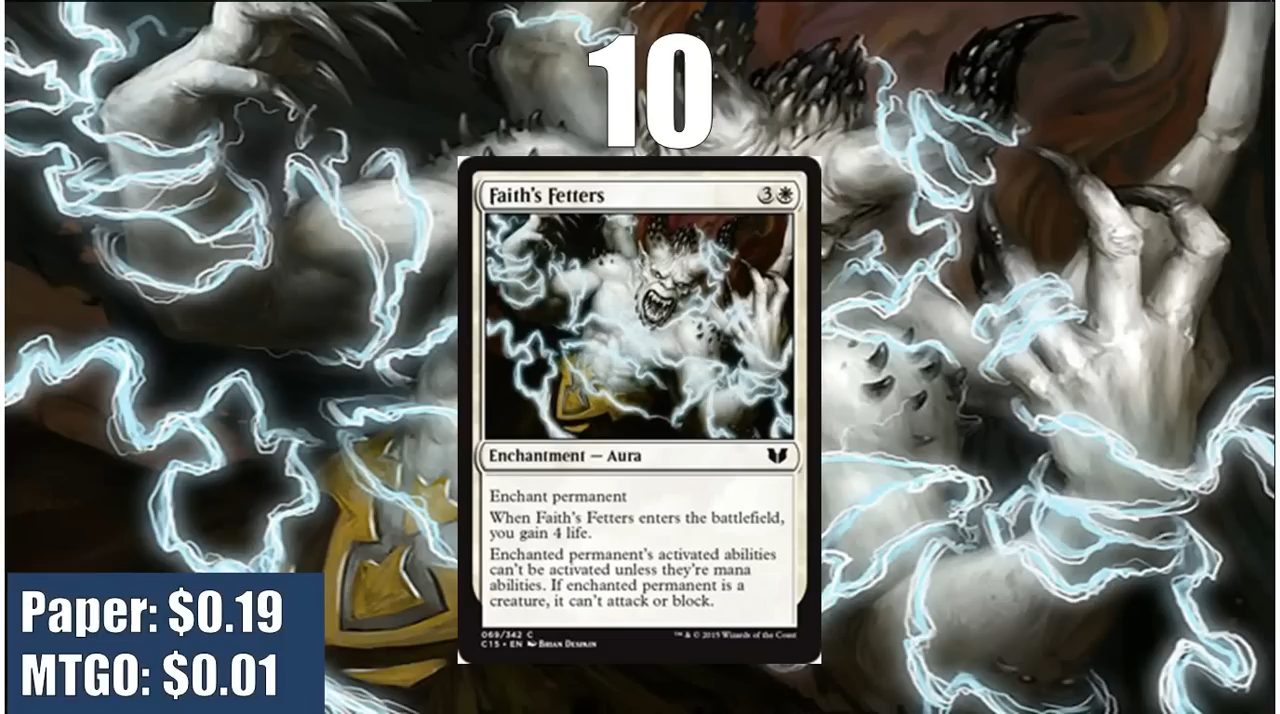 10
Faith's Fetters 3
Enchantment — Aura
Enchant permanent
When Faith's Fetters enters the battlefield,
you gain 4 life.
Enchanted permanent's activated abilities
can't be activated unless they're mana
abilities. If enchanted permanent is a
creature, it can't attack or block.
069/342 C
™ & © 2015 Wizards of the Coast
C15 • EN Brian Despain
Paper: $0.19
MTGO: $0.01